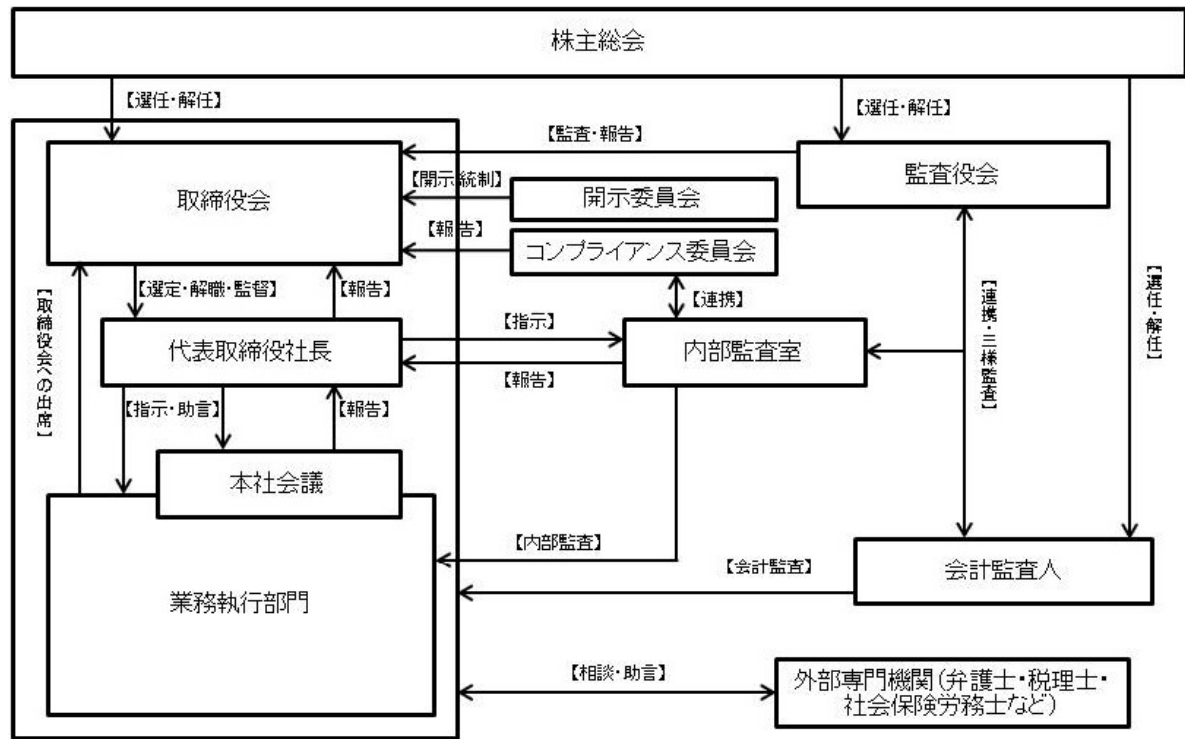 株主総会
【選任・解任】
【選任・解任】
【監査・報告】
取締役会
監査役会
【開示統制】
開示委員会
【報告】
コンプライアンス委員会
【選定・解職・監督】
【報告】
【連携】
【取締役会への出席】
【連携・三様監査】
【選任・解任】
代表取締役社長
【指示】
内部監査室
【報告】
【指示・助言】
【報告】
本社会議
【内部監査】
【会計監査】
会計監査人
業務執行部門
【相談・助言】
外部専門機関(弁護士・税理士・
社会保険労務士など)